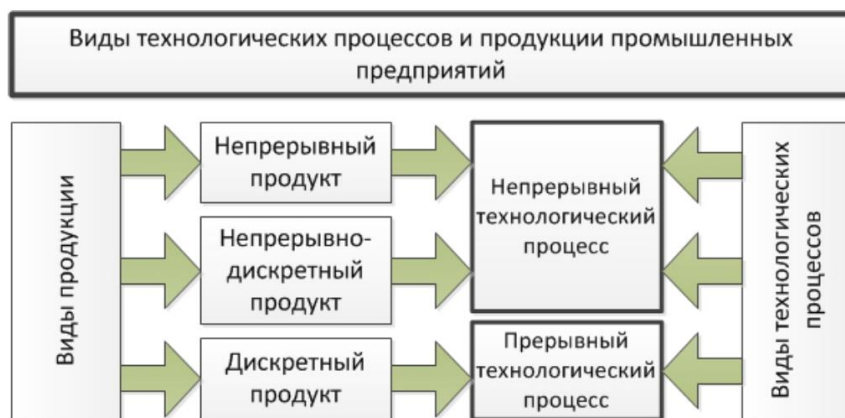 Виды технологических процессов и продукции промышленных
предприятий
Виды продукции
Непрерывный
продукт
Непрерывно-
дискретный
продукт
Дискретный
продукт
Непрерывный
технологический
процесс
Прерывный
технологический
процесс
Виды технологических
процессов